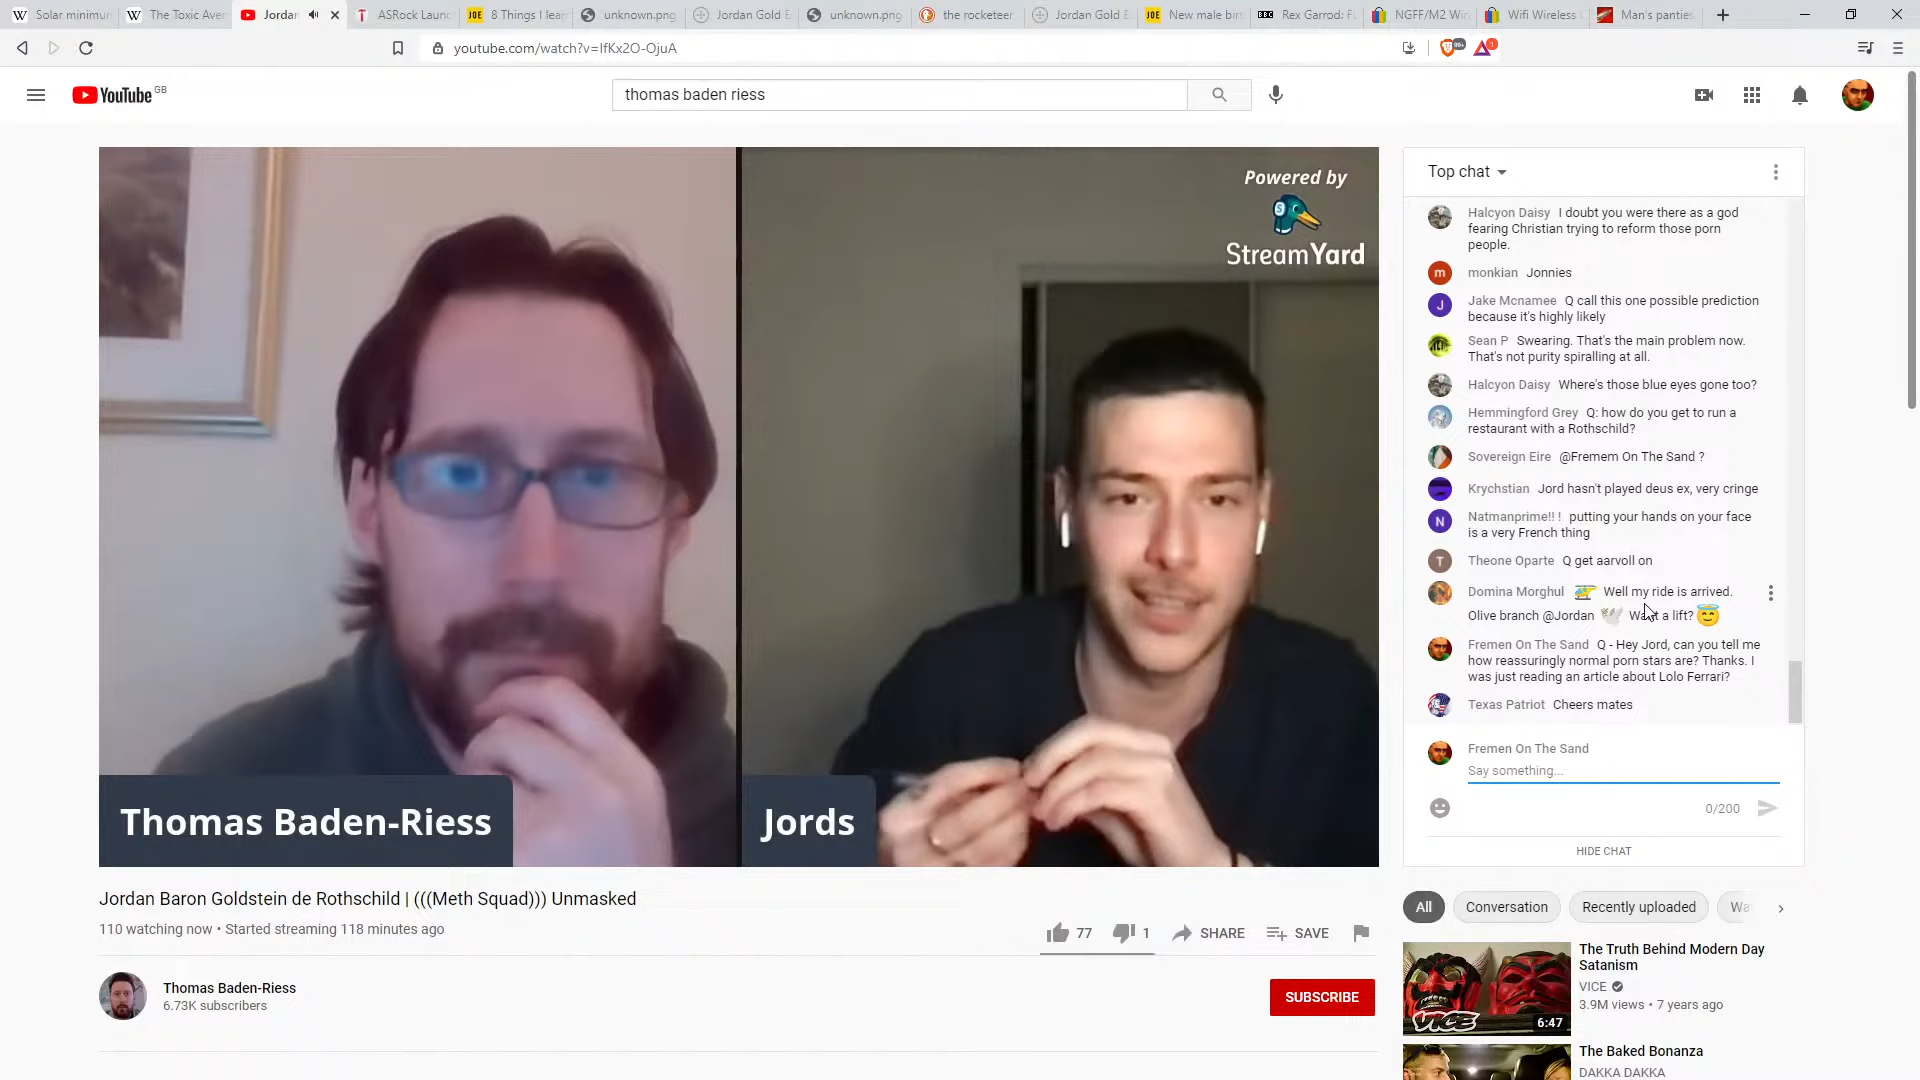 Solar minimum
The Toxic Aven
Jordan
ASRock Launc
JOE
8 Things I lear
unknown.png
Jordan Gold E
unknown.png
the rocketeer
Jordan Gold E
JOE
New male bir
BBC
Rex Garrod: Fu
NGFF/M2 Wir
Wifi Wireless C
Man's panties
youtube.com/watch?v=IfKx2O-OjuA
99+
1
YouTube GB
thomas baden riess
Powered by
StreamYard
Thomas Baden-Riess
Jords
Jordan Baron Goldstein de Rothschild | (((Meth Squad))) Unmasked
110 watching now • Started streaming 118 minutes ago
77
1
SHARE
SAVE
Thomas Baden-Riess
6.73K subscribers
SUBSCRIBE
Top chat
Halcyon Daisy I doubt you were there as a god
fearing Christian trying to reform those porn
people.
m
monkian Jonnies
J
Jake Mcnamee Q call this one possible prediction
because it's highly likely
Sean P Swearing. That's the main problem now.
That's not purity spiralling at all.
Halcyon Daisy Where's those blue eyes gone too?
Hemmingford Grey Q: how do you get to run a
restaurant with a Rothschild?
Sovereign Eire @Fremem On The Sand ?
Krychstian Jord hasn't played deus ex, very cringe
N
Natmanprime!! ! putting your hands on your face
is a very French thing
T
Theone Oparte Q get aarvoll on
Domina Morghul 🚁 Well my ride is arrived.
Olive branch @Jordan 🕊 Want a lift? 😇
Fremen On The Sand Q - Hey Jord, can you tell me
how reassuringly normal porn stars are? Thanks. I
was just reading an article about Lolo Ferrari?
Texas Patriot Cheers mates
Fremen On The Sand
Say something...
0/200
HIDE CHAT
All
Conversation
Recently uploaded
Wa
The Truth Behind Modern Day
Satanism
VICE
3.9M views • 7 years ago
VICE
6:47
The Baked Bonanza
DAKKA DAKKA